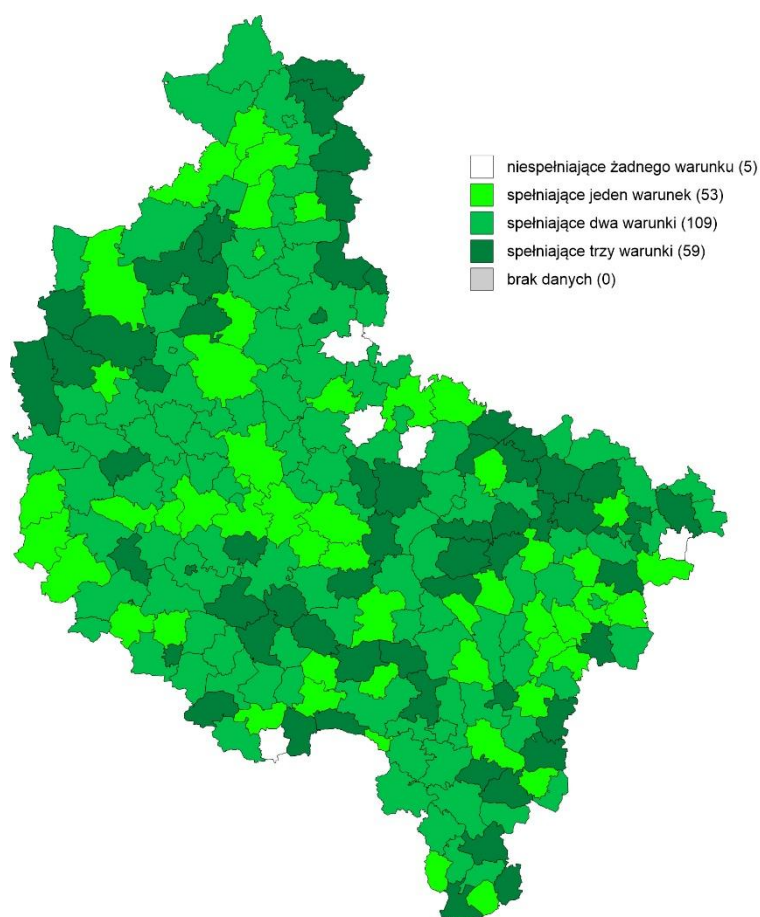 niespełniające żadnego warunku (5)
spełniające jeden warunek (53)
spełniające dwa warunki (109)
spełniające trzy warunki (59)
brak danych (0)